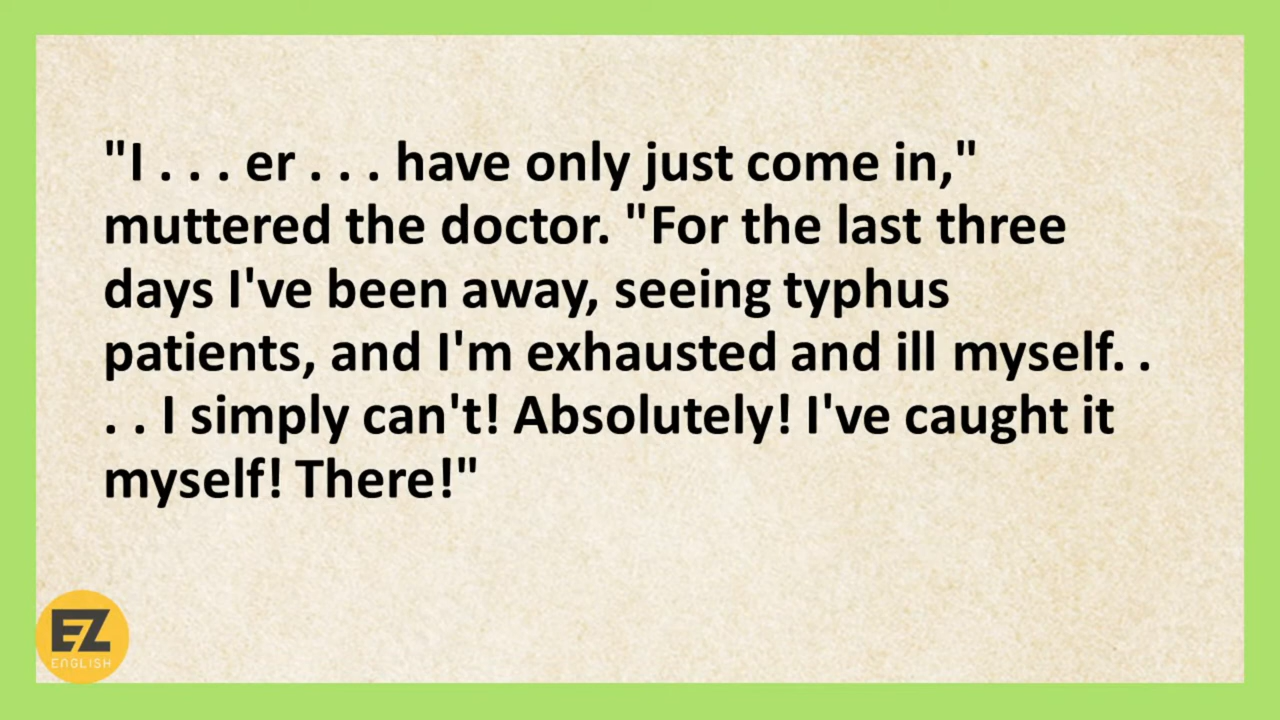 "I . . . er . . . have only just come in,"
muttered the doctor. "For the last three
days I've been away, seeing typhus
patients, and I'm exhausted and ill myself. .
. . I simply can't! Absolutely! I've caught it
myself! There!"
EZ
ENGLISH